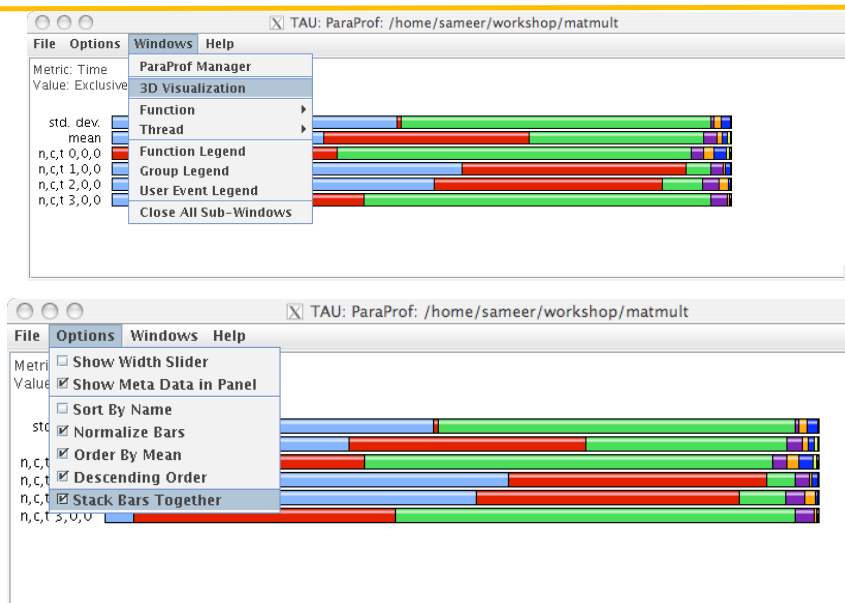 TAU: ParaProf: /home/sameer/workshop/matmult
File Options Windows Help
Metric: Time
Value: Exclusive
ParaProf Manager
3D Visualization
Function
Thread
Function Legend
Group Legend
User Event Legend
Close All Sub-Windows
std. dev.
mean
n,c,t 0,0,0
n,c,t 1,0,0
n,c,t 2,0,0
n,c,t 3,0,0
TAU: ParaProf: /home/sameer/workshop/matmult
File Options Windows Help
Metri
Value
Show Width Slider
Show Meta Data in Panel
Sort By Name
Normalize Bars
Order By Mean
Descending Order
Stack Bars Together
std
n,c,t
n,c,t
n,c,t
n,c,t 3,0,0